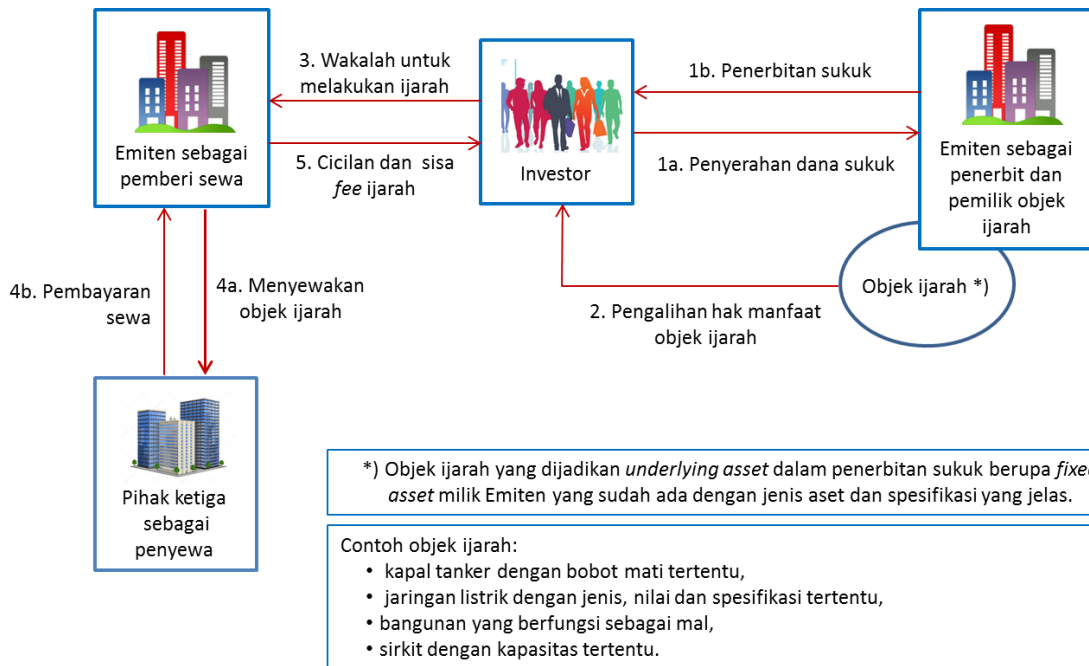 3. Wakalah untuk
melakukan ijarah
1b. Penerbitan sukuk
Emiten sebagai
pemberi sewa
5. Cicilan dan sisa
fee ijarah
Investor
1a. Penyerahan dana sukuk
Emiten sebagai
penerbit dan
pemilik objek
ijarah
4b. Pembayaran
sewa
4a. Menyewakan
objek ijarah
2. Pengalihan hak manfaat
objek ijarah
Objek ijarah *)
Pihak ketiga
sebagai
penyewa
*) Objek ijarah yang dijadikan underlying asset dalam penerbitan sukuk berupa fixed
asset milik Emiten yang sudah ada dengan jenis aset dan spesifikasi yang jelas.
Contoh objek ijarah:
• kapal tanker dengan bobot mati tertentu,
• jaringan listrik dengan jenis, nilai dan spesifikasi tertentu,
• bangunan yang berfungsi sebagai mal,
• sirkit dengan kapasitas tertentu.